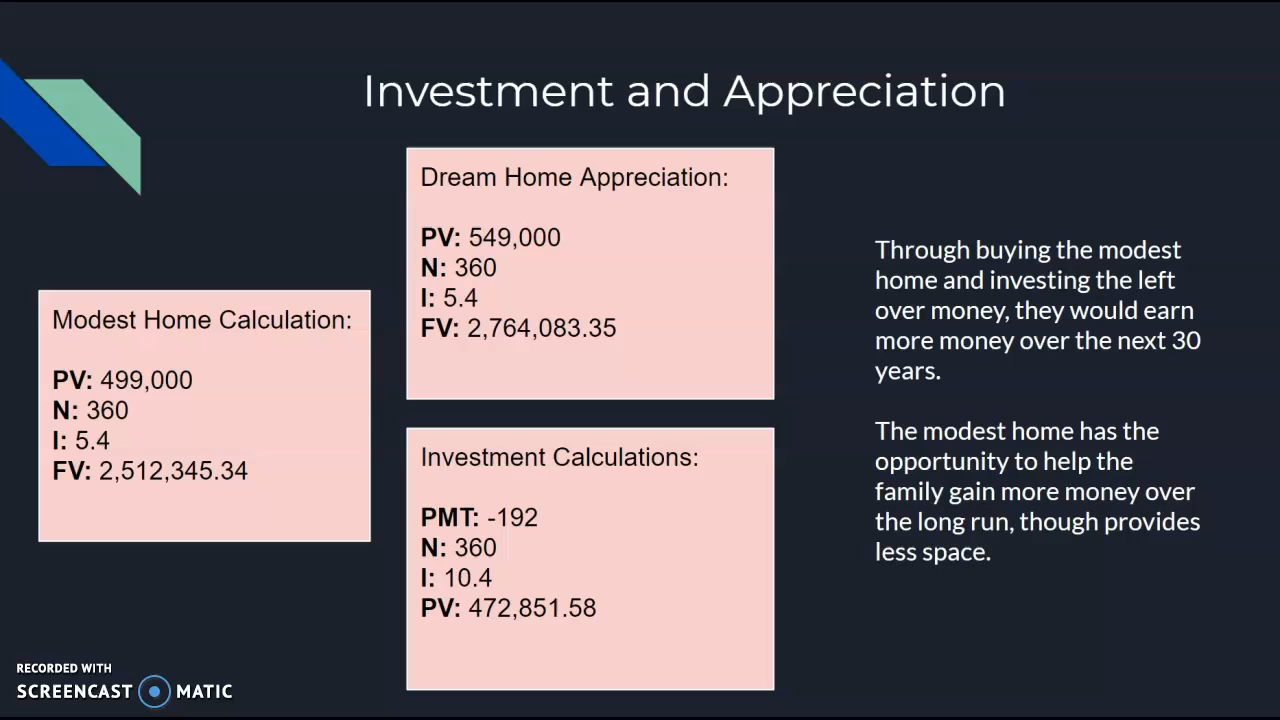 Investment and Appreciation
Modest Home Calculation:
PV: 499,000
N: 360
I: 5.4
FV: 2,512,345.34
Dream Home Appreciation:
PV: 549,000
N: 360
I: 5.4
FV: 2,764,083.35
Investment Calculations:
PMT: -192
N: 360
I: 10.4
PV: 472,851.58
Through buying the modest
home and investing the left
over money, they would earn
more money over the next 30
years.
The modest home has the
opportunity to help the
family gain more money over
the long run, though provides
less space.
RECORDED WITH
SCREENCAST MATIC